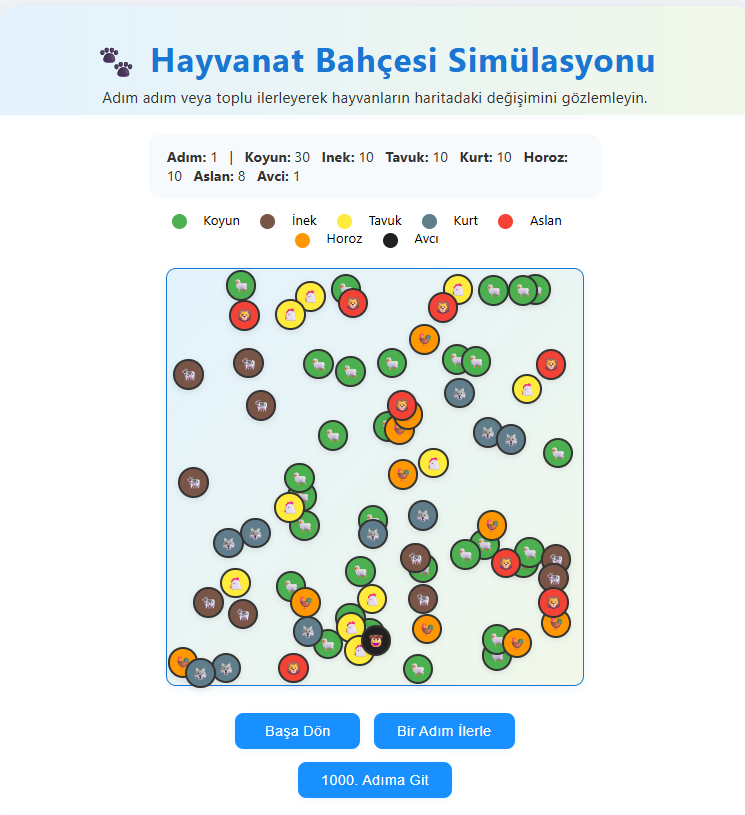 Hayvanat Bahçesi Simülasyonu
Adım adım veya toplu ilerleyerek hayvanların haritadaki değişimini gözlemleyin.
Adım: 1 | Koyun: 30 Inek: 10 Tavuk: 10 Kurt: 10 Horoz:
10 Aslan: 8 Avci: 1
Koyun İnek Tavuk Kurt Aslan
Horoz Avcı
Başa Dön Bir Adım İlerle
1000. Adıma Git